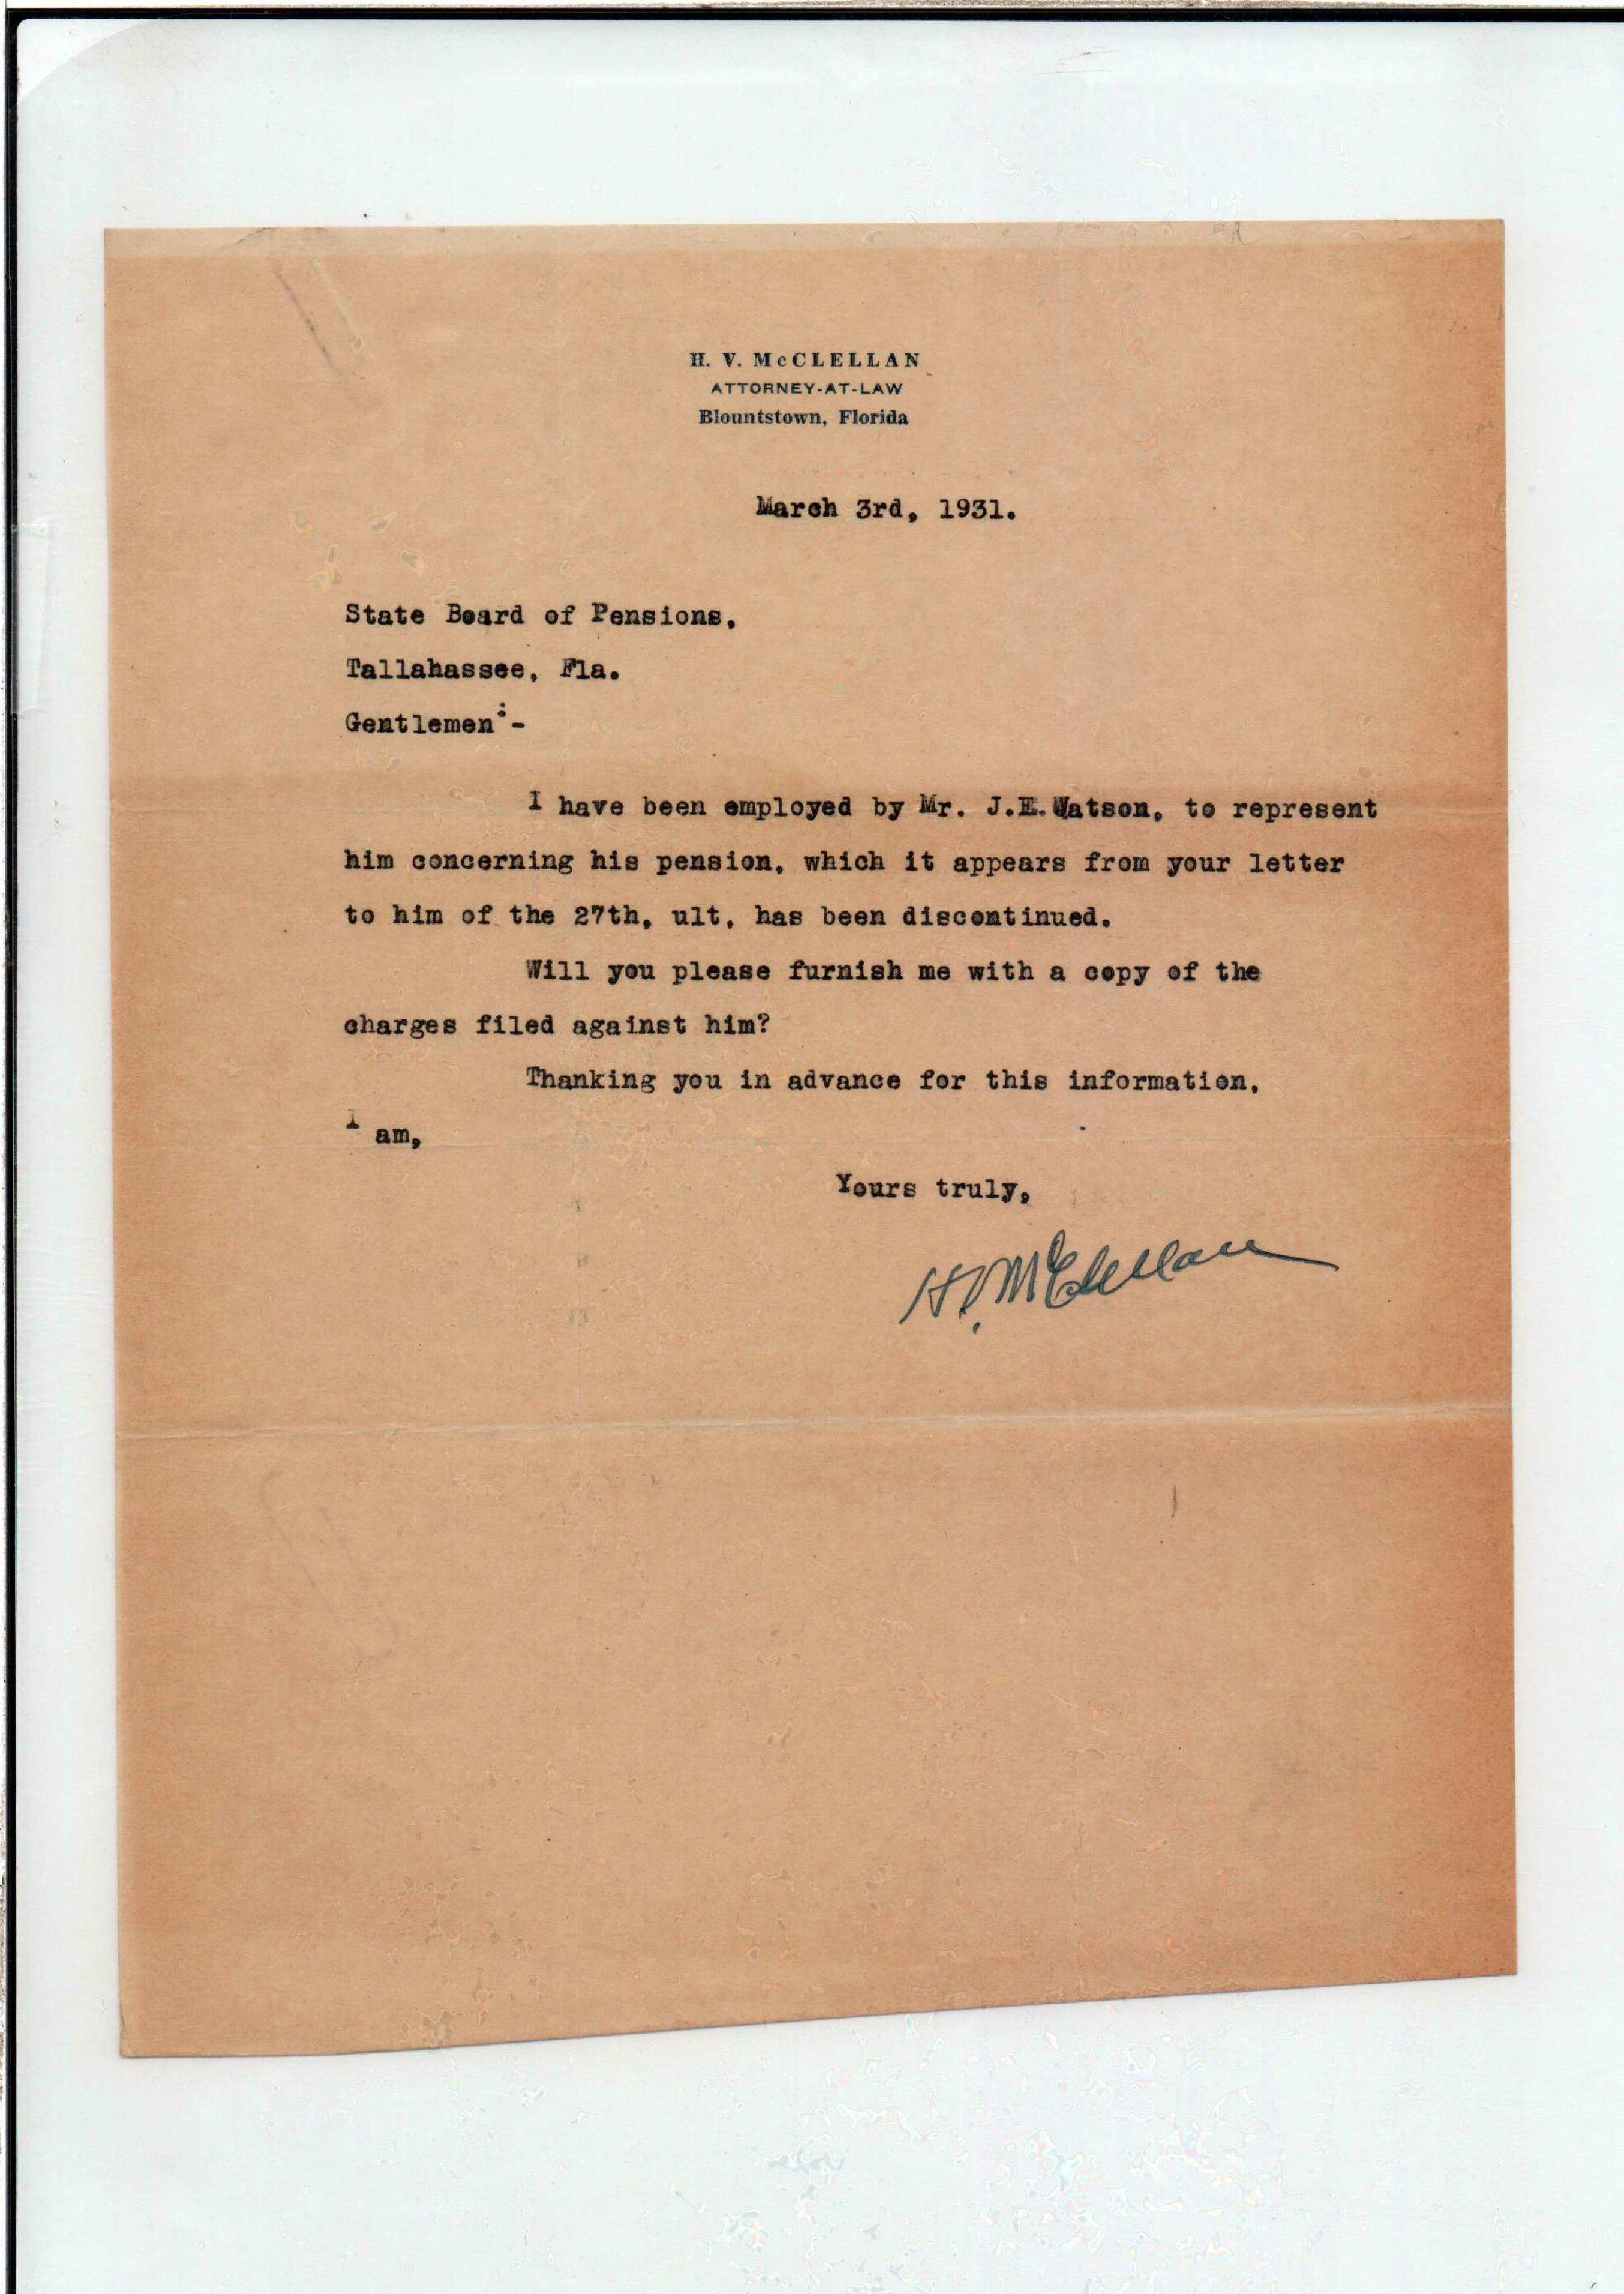 H. V. McCLELLAN
ATTORNEY-AT-LAW
Blountstown, Florida
March 3rd, 1931.
State Board of Pensions,
Tallahassee, Fla.
Gentlemen:-
I have been employed by Mr. J.E. Watson, to represent
him concerning his pension, which it appears from your letter
to him of the 27th, ult, has been discontinued.
Will you please furnish me with a copy of the
charges filed against him?
Thanking you in advance for this information,
I am,
Yours truly,
H.V. McClellan